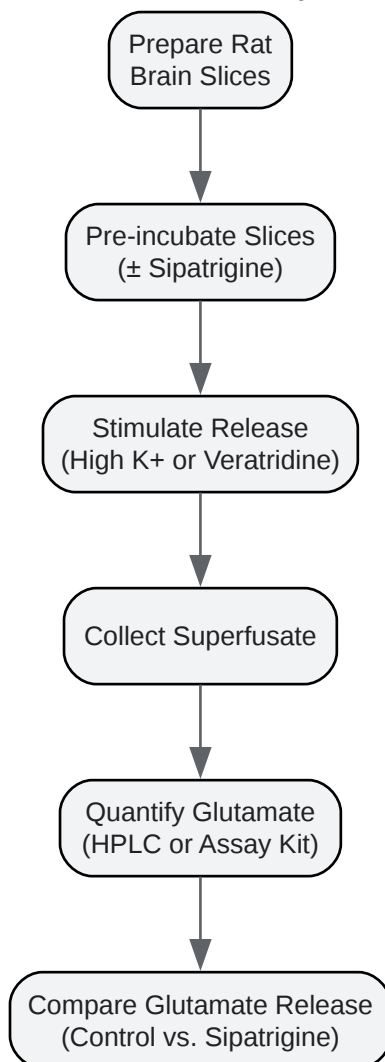 Prepare Rat
Brain Slices
Pre-incubate Slices
(± Sipatrigine)
Stimulate Release
(High K+ or Veratridine)
Collect Superfusate
Quantify Glutamate
(HPLC or Assay Kit)
Compare Glutamate Release
(Control vs. Sipatrigine)